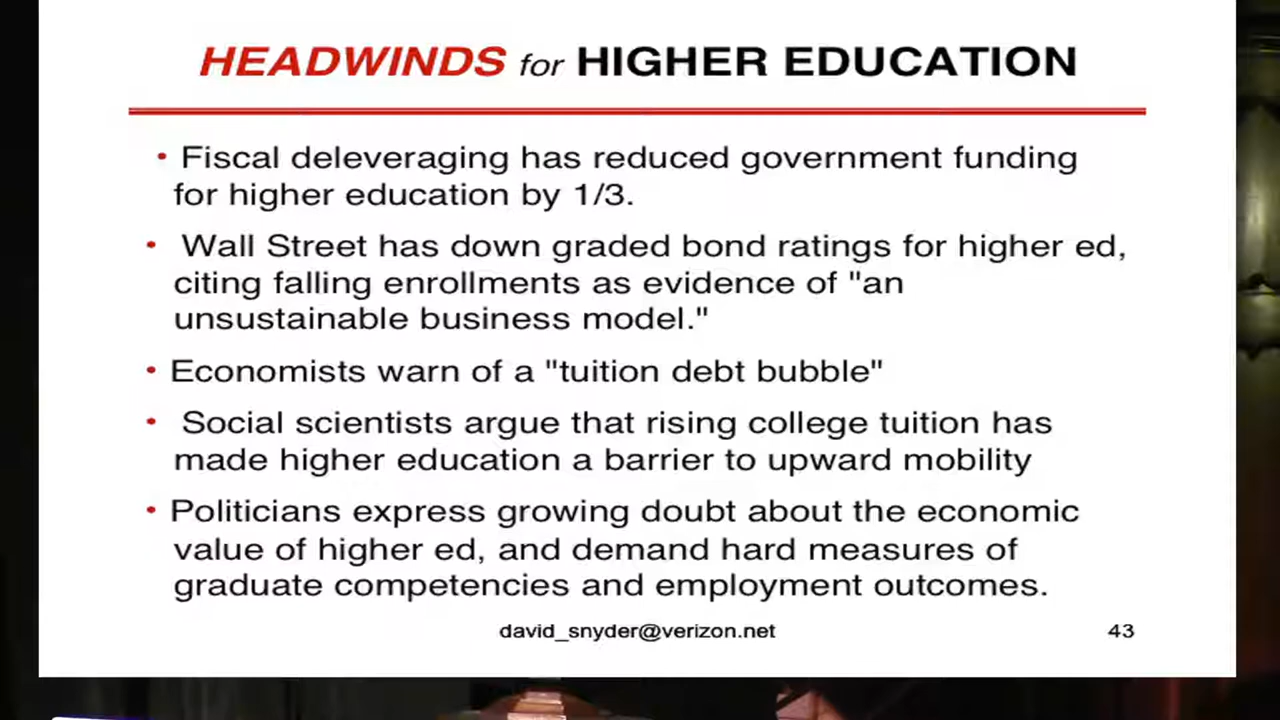 HEADWINDS for HIGHER EDUCATION
• Fiscal deleveraging has reduced government funding
for higher education by 1/3.
• Wall Street has down graded bond ratings for higher ed,
citing falling enrollments as evidence of "an
unsustainable business model."
• Economists warn of a "tuition debt bubble"
• Social scientists argue that rising college tuition has
made higher education a barrier to upward mobility
• Politicians express growing doubt about the economic
value of higher ed, and demand hard measures of
graduate competencies and employment outcomes.
david_snyder@verizon.net 43